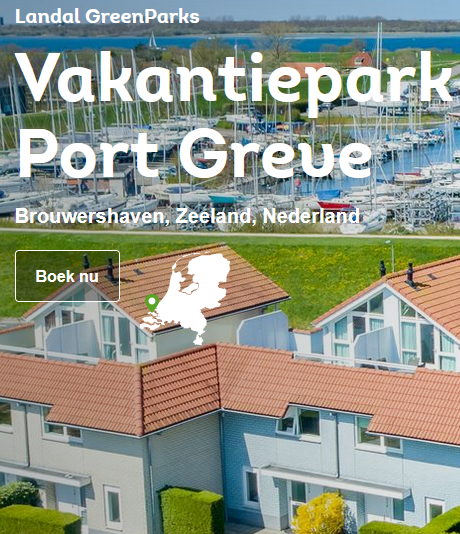 Landal GreenParks
Vakantiepark
Port Greve
Brouwershaven, Zeeland, Nederland
Boek nu